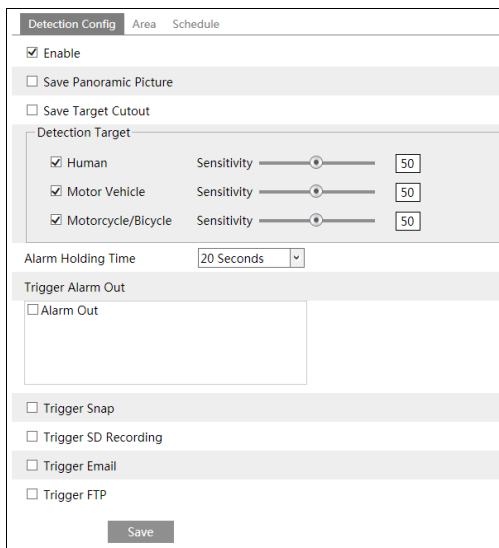 Detection Config Area Schedule
Enable
Save Panoramic Picture
Save Target Cutout
Detection Target
Human Sensitivity 50
Motor Vehicle Sensitivity 50
Motorcycle/Bicycle Sensitivity 50
Alarm Holding Time 20 Seconds
Trigger Alarm Out
Alarm Out
Trigger Snap
Trigger SD Recording
Trigger Email
Trigger FTP
Save